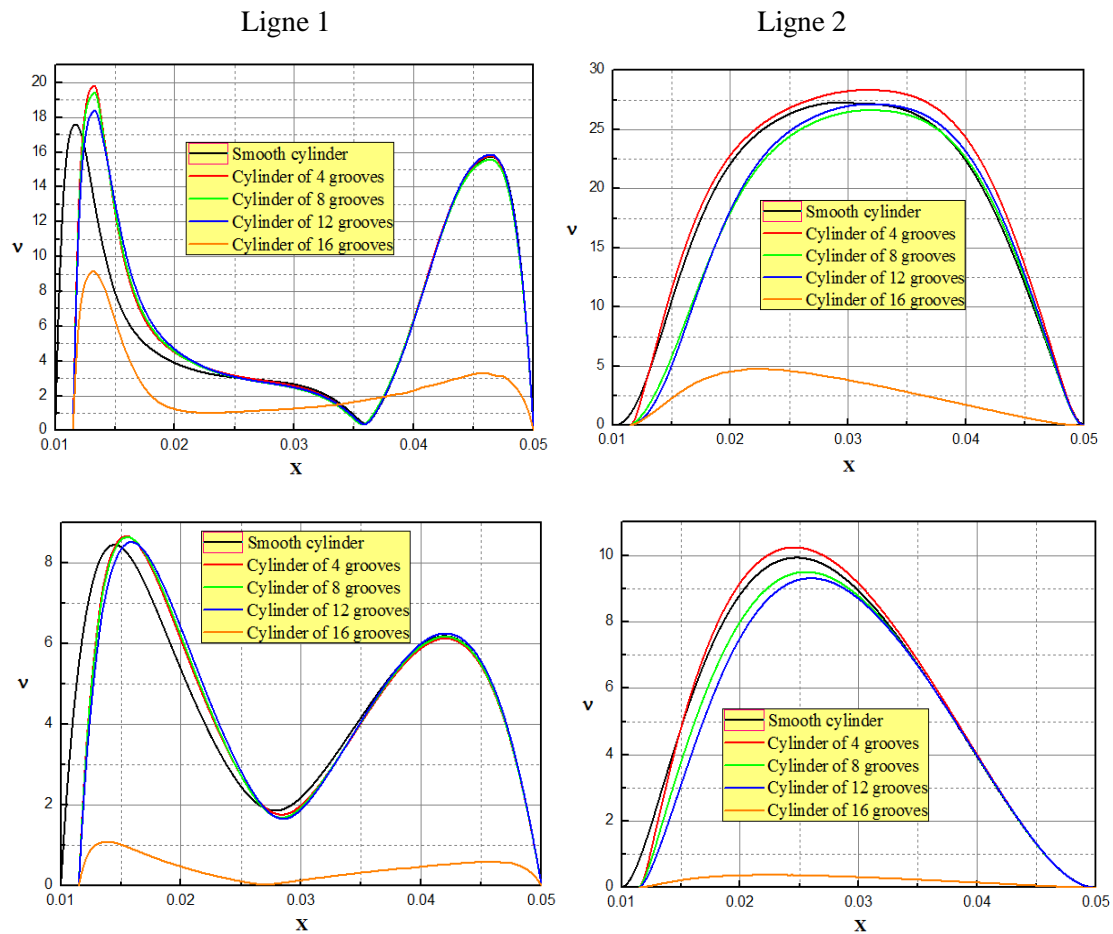 Ligne 1
Ligne 2
21
20
18
16
14
12
10
8
6
4
2
0
ν
Smooth cylinder
Cylinder of 4 grooves
Cylinder of 8 grooves
Cylinder of 12 grooves
Cylinder of 16 grooves
0.01 0.02 0.03 0.04 0.05
X
30
25
20
15
10
5
0
ν
Smooth cylinder
Cylinder of 4 grooves
Cylinder of 8 grooves
Cylinder of 12 grooves
Cylinder of 16 grooves
0.01 0.02 0.03 0.04 0.05
X
8
6
4
2
0
ν
Smooth cylinder
Cylinder of 4 grooves
Cylinder of 8 grooves
Cylinder of 12 grooves
Cylinder of 16 grooves
0.01 0.02 0.03 0.04 0.05
X
10
8
6
4
2
0
ν
Smooth cylinder
Cylinder of 4 grooves
Cylinder of 8 grooves
Cylinder of 12 grooves
Cylinder of 16 grooves
0.01 0.02 0.03 0.04 0.05
X